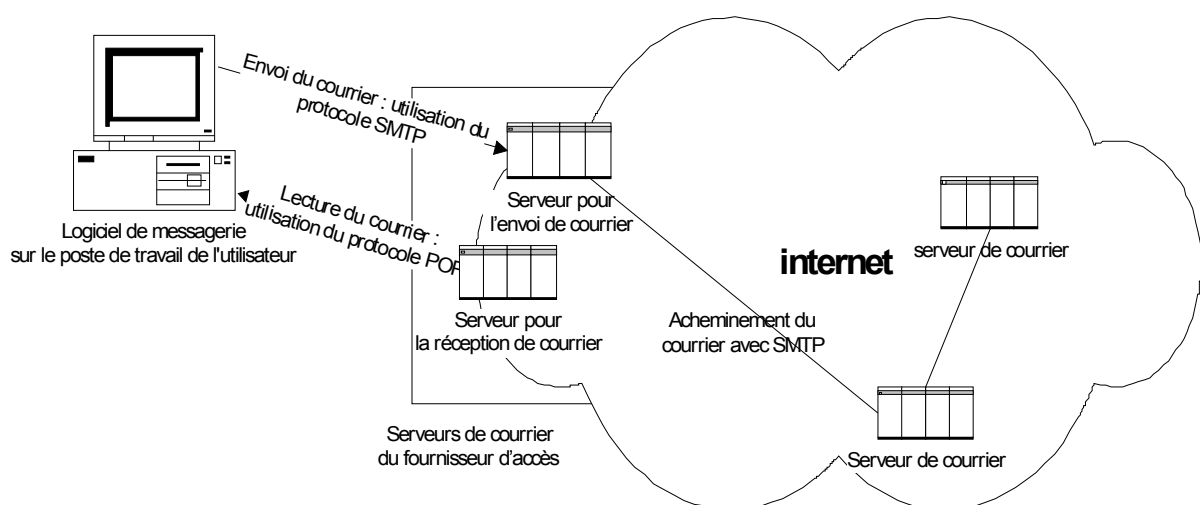 Envoi du courrier : utilisation du
protocole SMTP
Lecture du courrier :
utilisation du protocole POP
Logiciel de messagerie
sur le poste de travail de l'utilisateur
Serveur pour
l'envoi de courrier
Serveur pour
la réception de courrier
Serveurs de courrier
du fournisseur d'accès
internet
serveur de courrier
Acheminement du
courrier avec SMTP
Serveur de courrier